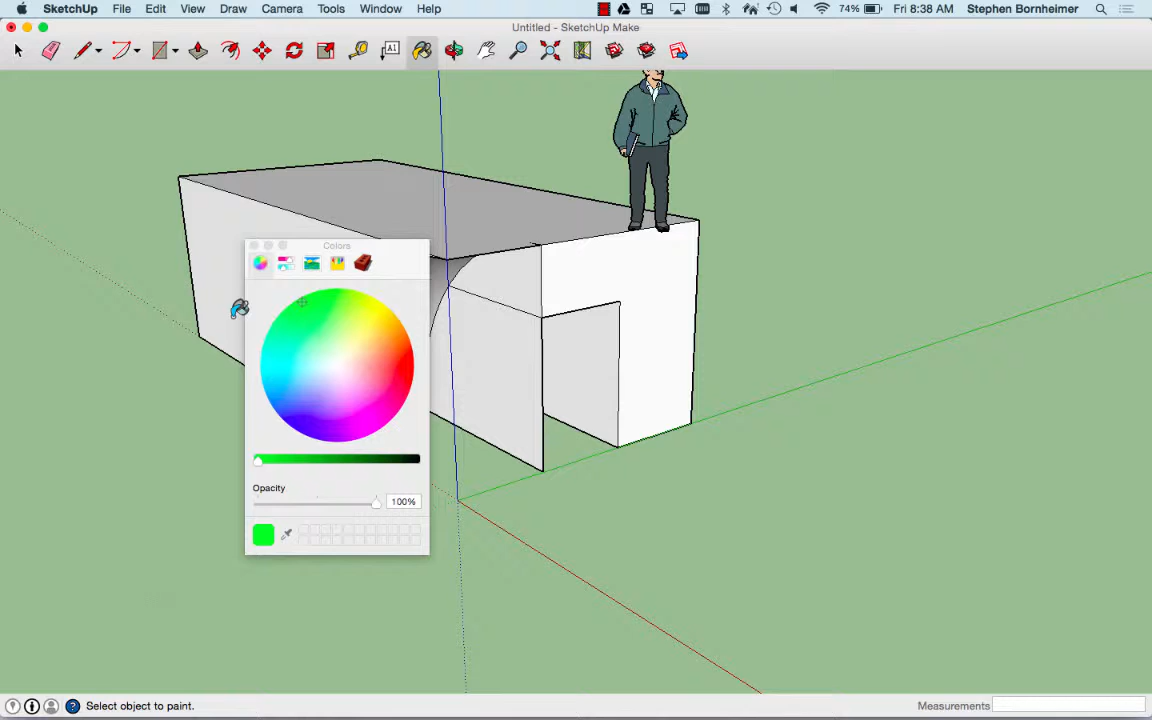 SketchUp File Edit View Draw Camera Tools Window Help 74% Fri 8:38 AM Stephen Bornheimer
Untitled - SketchUp Make
A1
Colors
Opacity
100%
Select object to paint.
Measurements